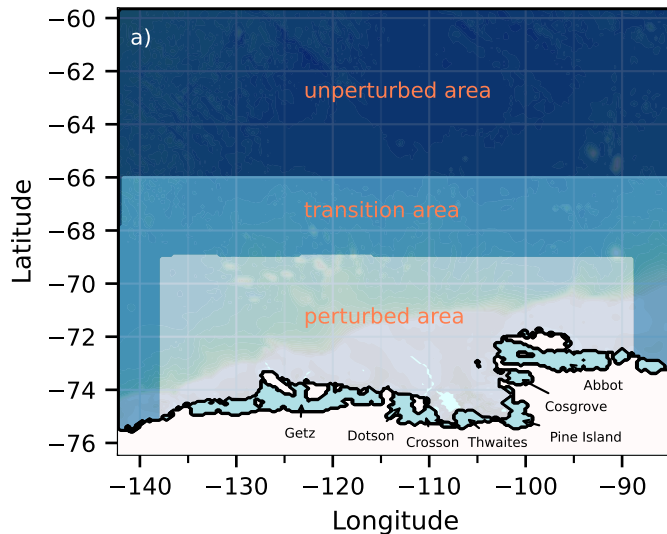 −60
a)
−62
unperturbed area
−64
−66
transition area
−68
−70
perturbed area
−72
−74
−76
Abbot
Cosgrove
Getz
Dotson
Crosson
Thwaites
Pine Island
−140
−130
−120
−110
−100
−90
Latitude
Longitude